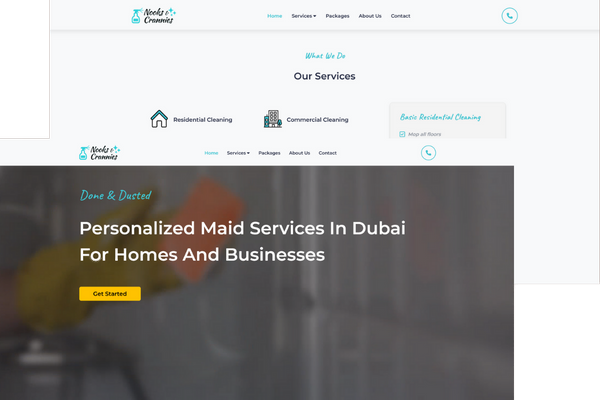 Nooks &
Crannies
Home Services Packages About Us Contact
What We Do
Our Services
Residential Cleaning
Commercial Cleaning
Basic Residential Cleaning
Mop all floors
Nooks &
Crannies
Home Services Packages About Us Contact
Done & Dusted
Personalized Maid Services In Dubai
For Homes And Businesses
Get Started